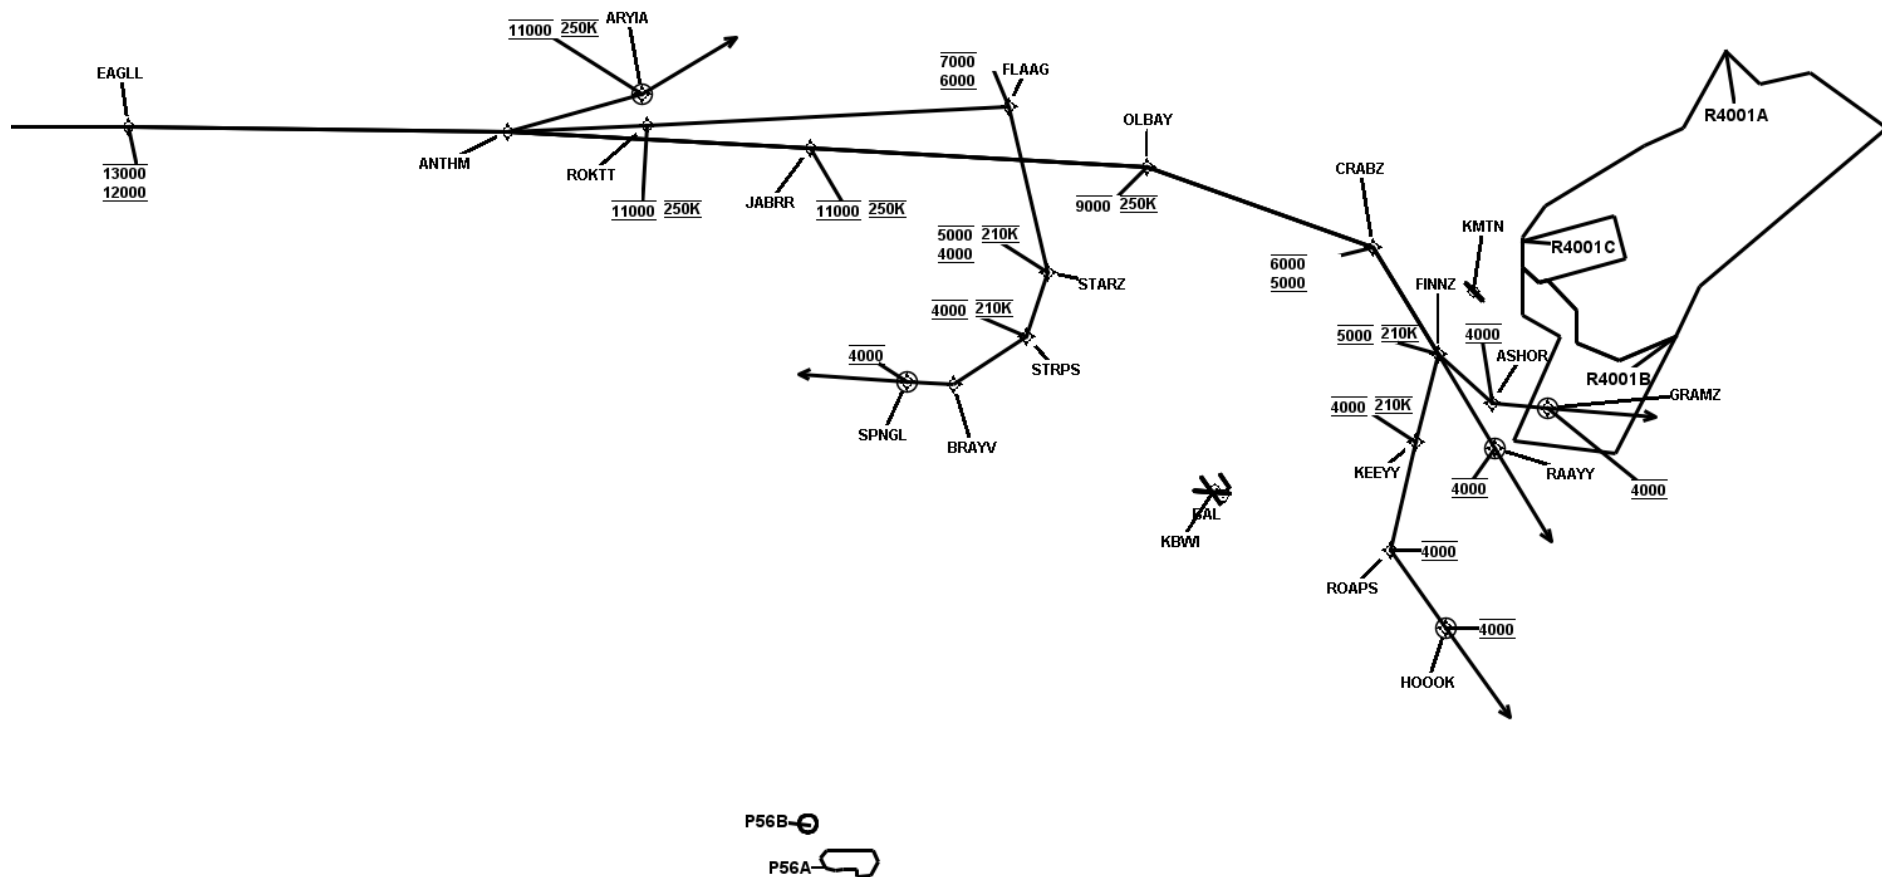 ARYIA
11000 250K
EAGLL
7000
6000
FLAAG
R4001A
OLBAY
ANTHM
ROKTT
13000
12000
CRABZ
JABRR
11000 250K
11000 250K
9000 250K
KMTN
5000 210K
4000
R4001C
6000
5000
STARZ
FINNZ
4000 210K
5000 210K
4000
4000
ASHOR
STRPS
R4001B
GRAMZ
4000 210K
SPNGL
BRAYV
KEEYY
RAAYY
4000
4000
BAL
KBWI
4000
ROAPS
4000
HOOOK
P56B
P56A